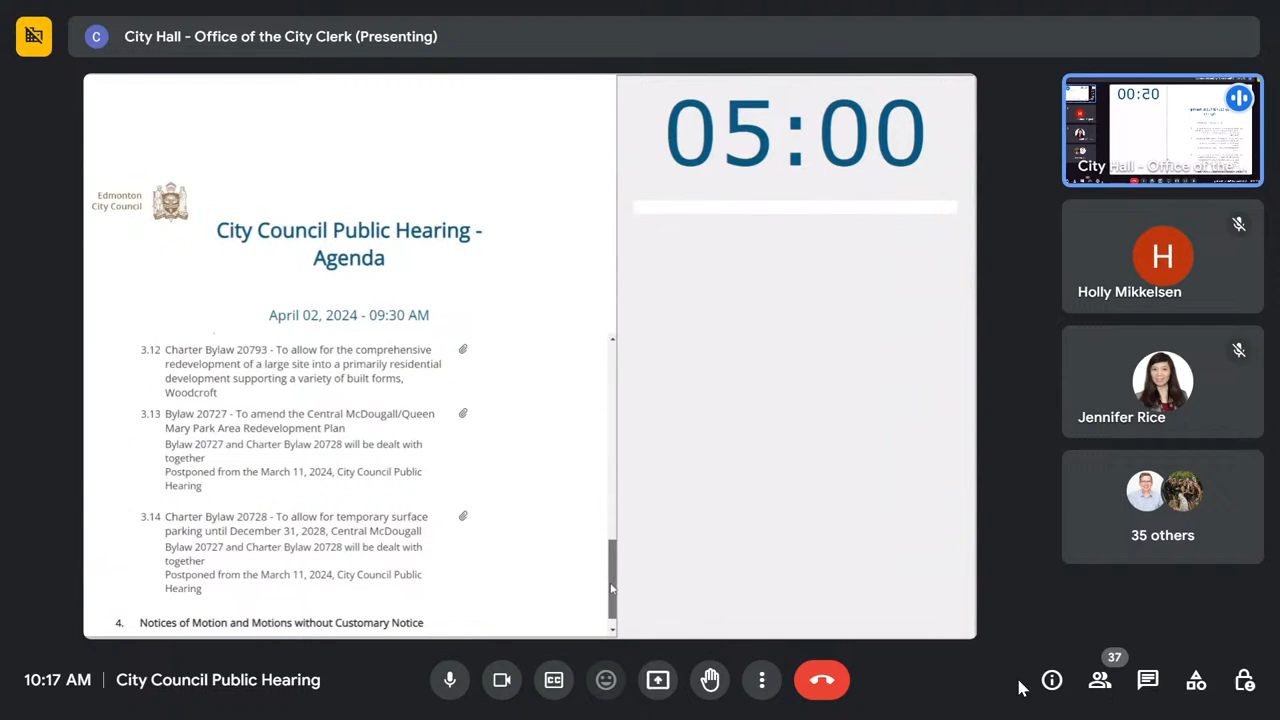 C City Hall - Office of the City Clerk (Presenting)
Edmonton
City Council
City Council Public Hearing -
Agenda
April 02, 2024 - 09:30 AM
3.12 Charter Bylaw 20793 - To allow for the comprehensive
redevelopment of a large site into a primarily residential
development supporting a variety of built forms,
Woodcroft
3.13 Bylaw 20727 - To amend the Central McDougall/Queen
Mary Park Area Redevelopment Plan
Bylaw 20727 and Charter Bylaw 20728 will be dealt with
together
Postponed from the March 11, 2024, City Council Public
Hearing
3.14 Charter Bylaw 20728 - To allow for temporary surface
parking until December 31, 2028, Central McDougall
Bylaw 20727 and Charter Bylaw 20728 will be dealt with
together
Postponed from the March 11, 2024, City Council Public
Hearing
4. Notices of Motion and Motions without Customary Notice
05:00
05:00
City Hall - Office of the ...
H
Holly Mikkelsen
Jennifer Rice
35 others
10:17 AM | City Council Public Hearing
37